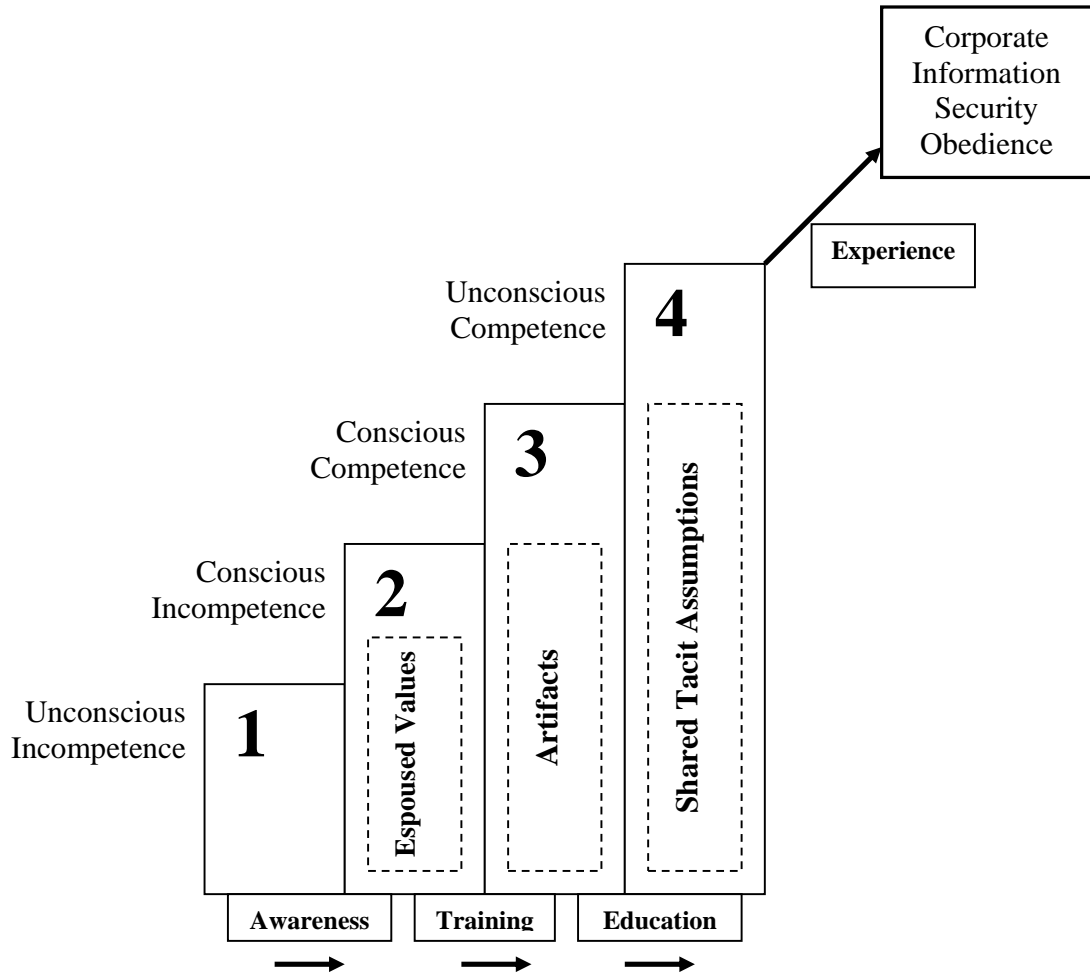 Corporate
Information
Security
Obedience
Experience
Unconscious
Competence
4
Shared Tacit Assumptions
Conscious
Competence
3
Artifacts
Conscious
Incompetence
2
Espoused Values
Unconscious
Incompetence
1
Awareness
Training
Education